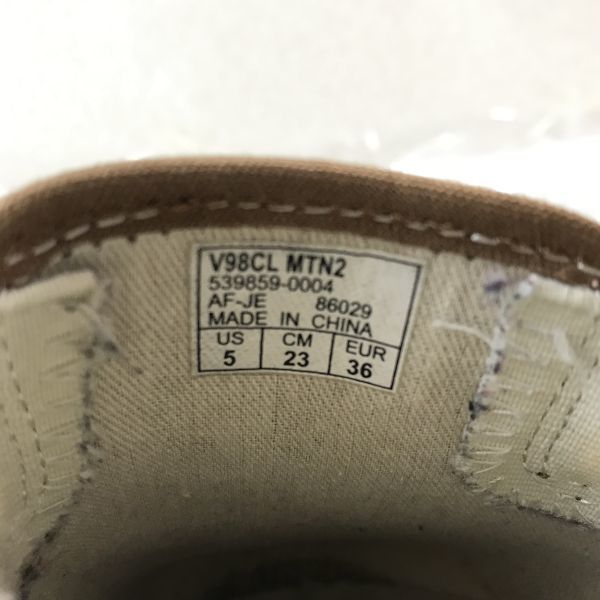 V98CL MTN2
539859-0004
AF-JE 86029
MADE IN CHINA
US CM EUR
5 23 36